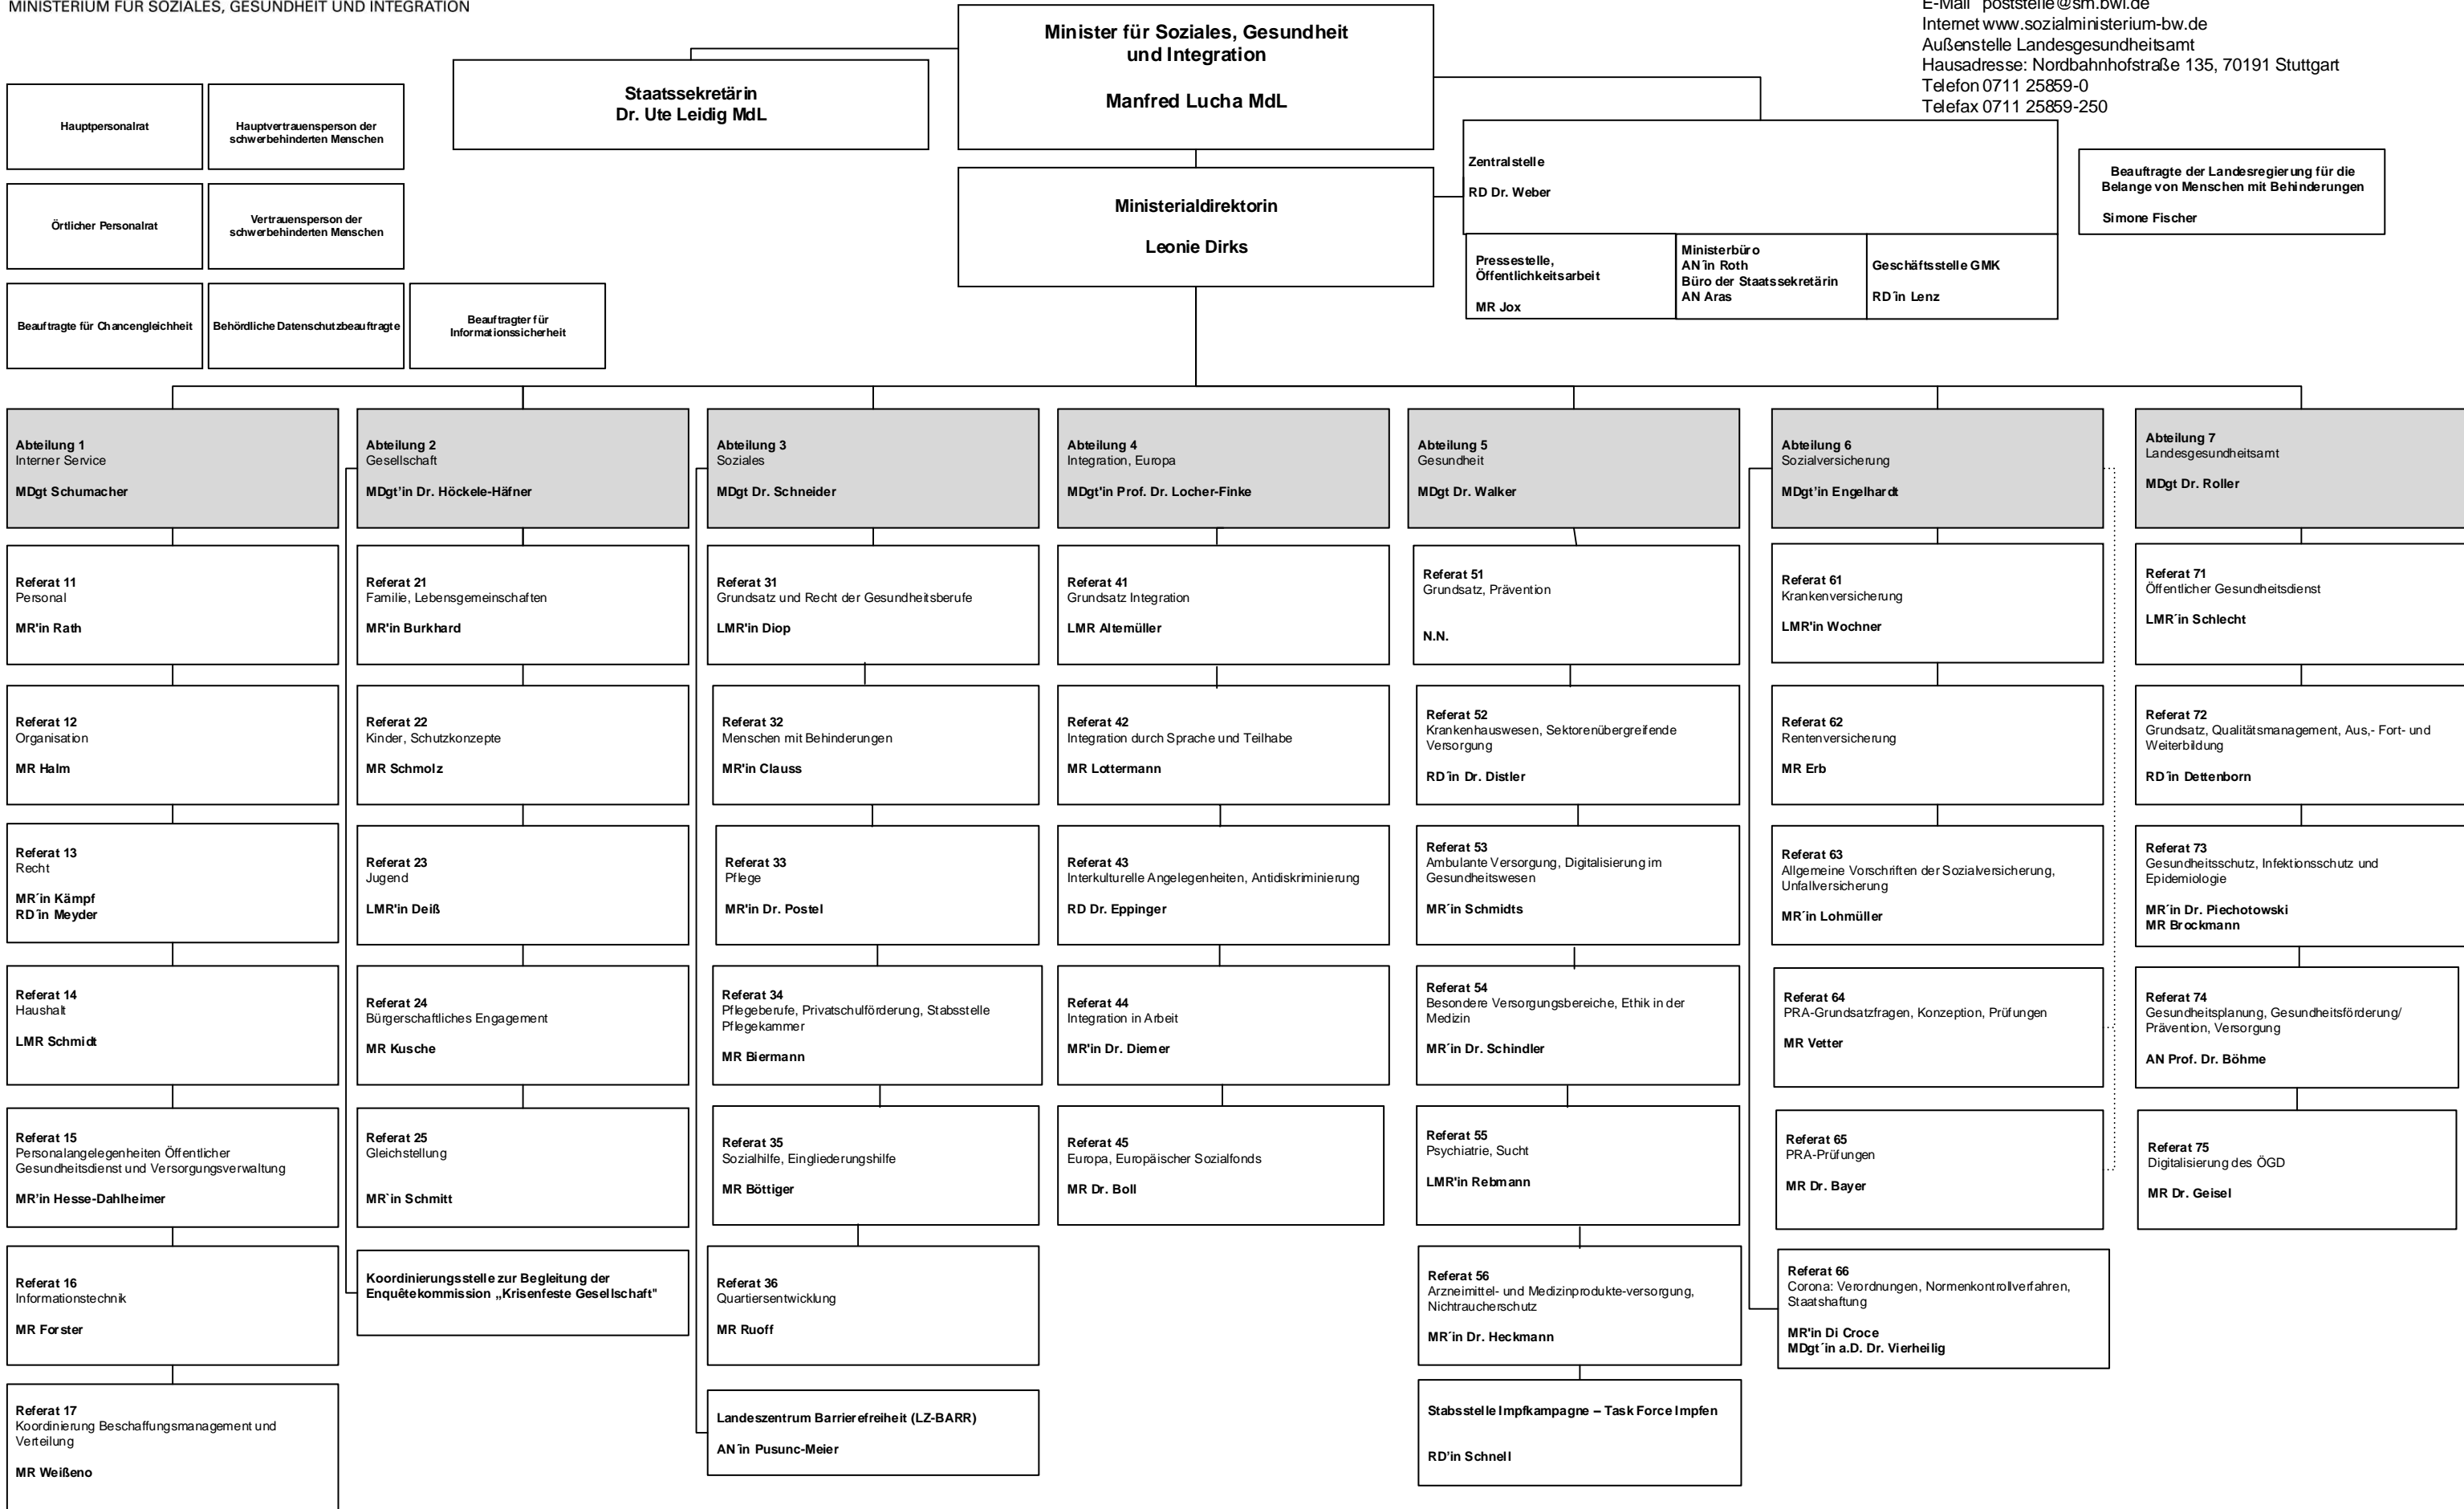 MINISTERIUM FÜR SOZIALES, GESUNDHEIT UND INTEGRATION
E-Mail poststelle@sm.bwl.de
Internet www.sozialministerium-bw.de
Außenstelle Landesgesundheitsamt
Hausadresse: Nordbahnhofstraße 135, 70191 Stuttgart
Telefon 0711 25859-0
Telefax 0711 25859-250
Minister für Soziales, Gesundheit
und Integration
Manfred Lucha MdL
Staatssekretärin
Dr. Ute Leidig MdL
Ministerialdirektorin
Leonie Dirks
Zentralstelle
RD Dr. Weber
Pressestelle,
Öffentlichkeitsarbeit
MR Jox
Ministerbüro
AN´in Roth
Büro der Staatssekretärin
AN Aras
Geschäftsstelle GMK
RD´in Lenz
Beauftragte der Landesregierung für die
Belange von Menschen mit Behinderungen
Simone Fischer
Hauptpersonalrat
Hauptvertrauensperson der
schwerbehinderten Menschen
Örtlicher Personalrat
Vertrauensperson der
schwerbehinderten Menschen
Beauftragte für Chancengleichheit
Behördliche Datenschutzbeauftragte
Beauftragter für
Informationssicherheit
Abteilung 1
Interner Service
MDgt Schumacher
Referat 11
Personal
MR'in Rath
Referat 12
Organisation
MR Halm
Referat 13
Recht
MR´in Kämpf
RD´in Meyder
Referat 14
Haushalt
LMR Schmidt
Referat 15
Personalangelegenheiten Öffentlicher
Gesundheitsdienst und Versorgungsverwaltung
MR'in Hesse-Dahlheimer
Referat 16
Informationstechnik
MR Forster
Referat 17
Koordinierung Beschaffungsmanagement und
Verteilung
MR Weißeno
Abteilung 2
Gesellschaft
MDgt'in Dr. Höckele-Häfner
Referat 21
Familie, Lebensgemeinschaften
MR'in Burkhard
Referat 22
Kinder, Schutzkonzepte
MR Schmolz
Referat 23
Jugend
LMR'in Deiß
Referat 24
Bürgerschaftliches Engagement
MR Kusche
Referat 25
Gleichstellung
MR`in Schmitt
Koordinierungsstelle zur Begleitung der
Enquêtekommission „Krisenfeste Gesellschaft"
Abteilung 3
Soziales
MDgt Dr. Schneider
Referat 31
Grundsatz und Recht der Gesundheitsberufe
LMR'in Diop
Referat 32
Menschen mit Behinderungen
MR'in Clauss
Referat 33
Pflege
MR'in Dr. Postel
Referat 34
Pflegeberufe, Privatschulförderung, Stabsstelle
Pflegekammer
MR Biermann
Referat 35
Sozialhilfe, Eingliederungshilfe
MR Böttiger
Referat 36
Quartiersentwicklung
MR Ruoff
Landeszentrum Barrierefreiheit (LZ-BARR)
AN´in Pusunc-Meier
Abteilung 4
Integration, Europa
MDgt'in Prof. Dr. Locher-Finke
Referat 41
Grundsatz Integration
LMR Altemüller
Referat 42
Integration durch Sprache und Teilhabe
MR Lottermann
Referat 43
Interkulturelle Angelegenheiten, Antidiskriminierung
RD Dr. Eppinger
Referat 44
Integration in Arbeit
MR'in Dr. Diemer
Referat 45
Europa, Europäischer Sozialfonds
MR Dr. Boll
Abteilung 5
Gesundheit
MDgt Dr. Walker
Referat 51
Grundsatz, Prävention
N.N.
Referat 52
Krankenhauswesen, Sektorenübergreifende
Versorgung
RD´in Dr. Distler
Referat 53
Ambulante Versorgung, Digitalisierung im
Gesundheitswesen
MR´in Schmidts
Referat 54
Besondere Versorgungsbereiche, Ethik in der
Medizin
MR´in Dr. Schindler
Referat 55
Psychiatrie, Sucht
LMR'in Rebmann
Referat 56
Arzneimittel- und Medizinprodukte-versorgung,
Nichtraucherschutz
MR´in Dr. Heckmann
Stabsstelle Impfkampagne – Task Force Impfen
RD'in Schnell
Abteilung 6
Sozialversicherung
MDgt'in Engelhardt
Referat 61
Krankenversicherung
LMR'in Wochner
Referat 62
Rentenversicherung
MR Erb
Referat 63
Allgemeine Vorschriften der Sozialversicherung,
Unfallversicherung
MR´in Lohmüller
Referat 64
PRA-Grundsatzfragen, Konzeption, Prüfungen
MR Vetter
Referat 65
PRA-Prüfungen
MR Dr. Bayer
Referat 66
Corona: Verordnungen, Normenkontrollverfahren,
Staatshaftung
MR'in Di Croce
MDgt´in a.D. Dr. Vierheilig
Abteilung 7
Landesgesundheitsamt
MDgt Dr. Roller
Referat 71
Öffentlicher Gesundheitsdienst
LMR´in Schlecht
Referat 72
Grundsatz, Qualitätsmanagement, Aus,- Fort- und
Weiterbildung
RD´in Dettenborn
Referat 73
Gesundheitsschutz, Infektionsschutz und
Epidemiologie
MR´in Dr. Piechotowski
MR Brockmann
Referat 74
Gesundheitsplanung, Gesundheitsförderung/
Prävention, Versorgung
AN Prof. Dr. Böhme
Referat 75
Digitalisierung des ÖGD
MR Dr. Geisel